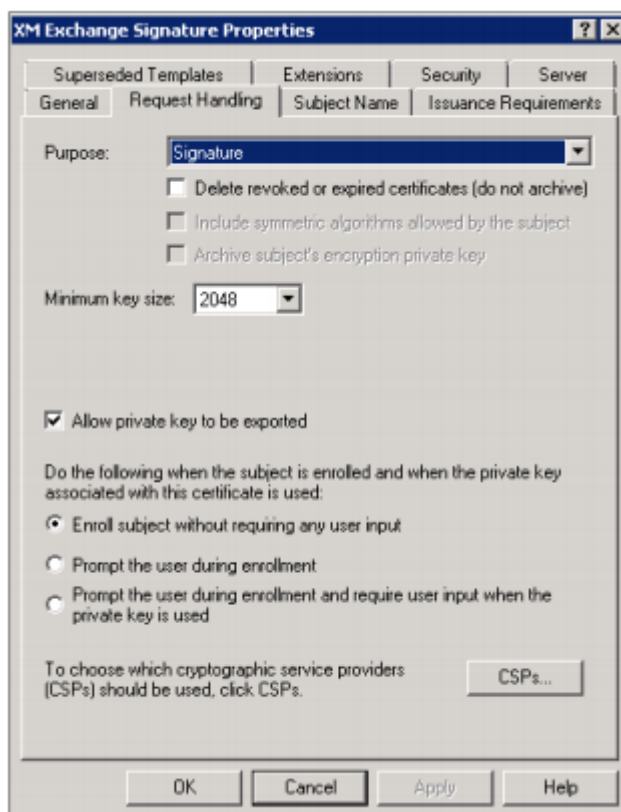 XM Exchange Signature Properties
Superseded Templates Extensions Security Server
General Request Handling Subject Name Issuance Requirements
Purpose: Signature
Delete revoked or expired certificates (do not archive)
Include symmetric algorithms allowed by the subject
Archive subject's encryption private key
Minimum key size: 2048
Allow private key to be exported
Do the following when the subject is enrolled and when the private key
associated with this certificate is used:
Enroll subject without requiring any user input
Prompt the user during enrollment
Prompt the user during enrollment and require user input when the
private key is used
To choose which cryptographic service providers
(CSPs) should be used, click CSPs.
CSPs...
OK Cancel Apply Help